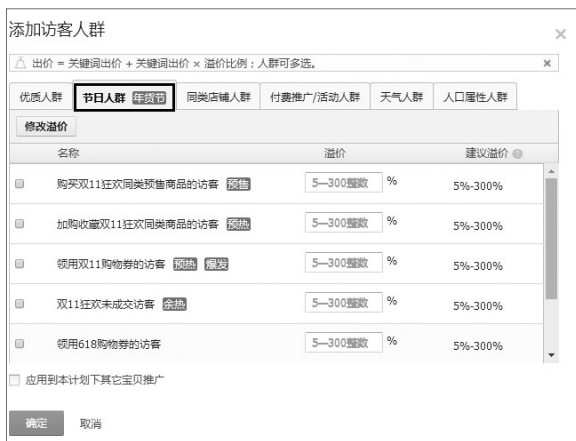 添加访客人群
出价 = 关键词出价 + 关键词出价 × 溢价比例；人群可多选。
优质人群 节日人群 年货节 同类店铺人群 付费推广/活动人群 天气人群 人口属性人群
修改溢价
名称 溢价 建议溢价
购买双11狂欢同类预售商品的访客 预售 5—300整数 % 5%-300%
加购收藏双11狂欢同类商品的访客 预热 5—300整数 % 5%-300%
领用双11购物券的访客 预热 爆发 5—300整数 % 5%-300%
双11狂欢未成交访客 余热 5—300整数 % 5%-300%
领用618购物券的访客 5—300整数 % 5%-300%
应用到本计划下其它宝贝推广
确定 取消